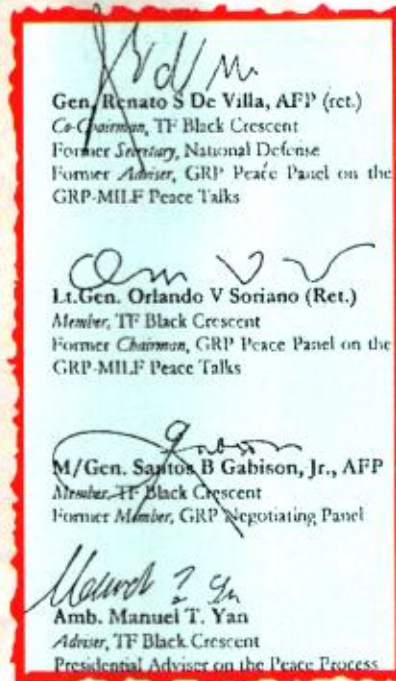 Gen. Renato S De Villa, AFP (ret.)
Co-Chairman, TF Black Crescent
Former Secretary, National Defense
Former Adviser, GRP Peace Panel on the
GRP-MILF Peace Talks
Lt.Gen. Orlando V Soriano (Ret.)
Member, TF Black Crescent
Former Chairman, GRP Peace Panel on the
GRP-MILF Peace Talks
M/Gen. Santos B Gabison, Jr., AFP
Member, TF Black Crescent
Former Member, GRP Negotiating Panel
Amb. Manuel T. Yan
Adviser, TF Black Crescent
Presidential Adviser on the Peace Process